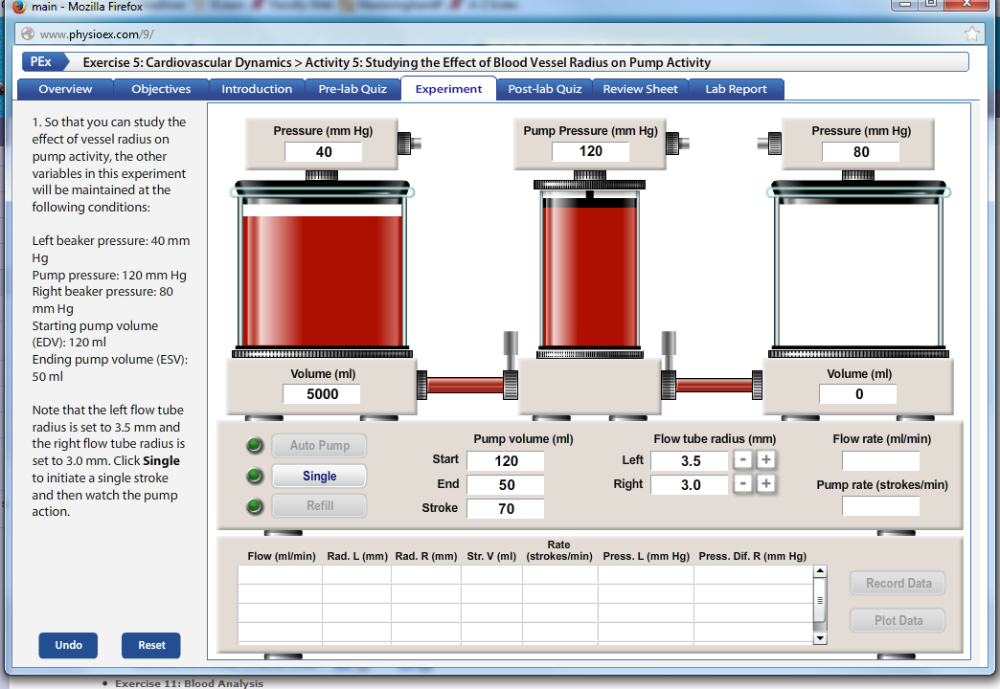 main - Mozilla Firefox
www.physioex.com/9/
PEx Exercise 5: Cardiovascular Dynamics > Activity 5: Studying the Effect of Blood Vessel Radius on Pump Activity
Overview Objectives Introduction Pre-lab Quiz Experiment Post-lab Quiz Review Sheet Lab Report
1. So that you can study the
effect of vessel radius on
pump activity, the other
variables in this experiment
will be maintained at the
following conditions:
Left beaker pressure: 40 mm
Hg
Pump pressure: 120 mm Hg
Right beaker pressure: 80
mm Hg
Starting pump volume
(EDV): 120 ml
Ending pump volume (ESV):
50 ml
Note that the left flow tube
radius is set to 3.5 mm and
the right flow tube radius is
set to 3.0 mm. Click Single
to initiate a single stroke
and then watch the pump
action.
Undo Reset
Pressure (mm Hg) Pump Pressure (mm Hg) Pressure (mm Hg)
40 120 80
Volume (ml) Volume (ml)
5000 0
Auto Pump
Single
Refill
Pump volume (ml)
Start 120
End 50
Stroke 70
Flow tube radius (mm)
Left 3.5 - +
Right 3.0 - +
Flow rate (ml/min)
Pump rate (strokes/min)
Flow (ml/min) Rad. L (mm) Rad. R (mm) Str. V (ml) Rate (strokes/min) Press. L (mm Hg) Press. Dif. R (mm Hg)
Record Data
Plot Data
Exercise 11: Blood Analysis